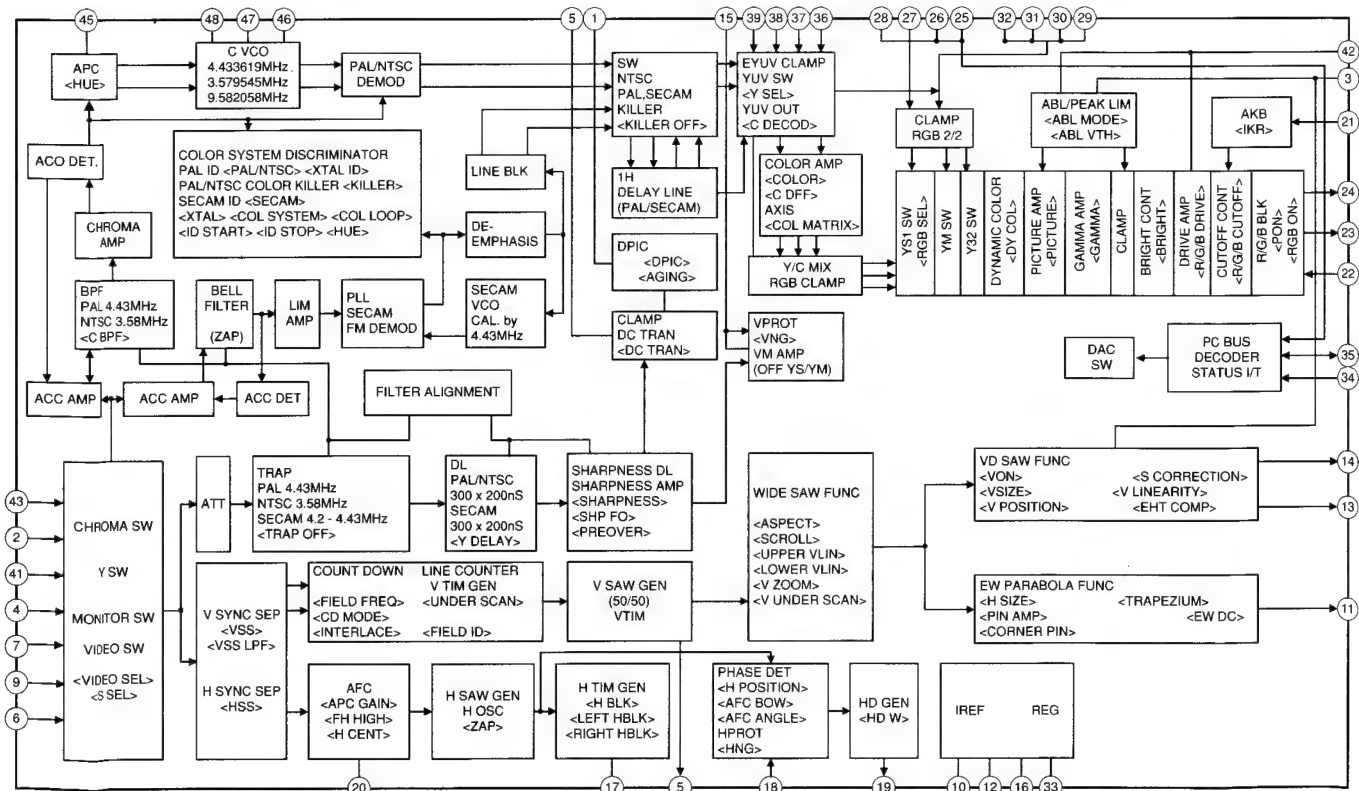 45
48
47
46
5
1
15
39
38
37
36
28
27
26
25
32
31
30
29
APC
<HUE>
C VCO
4.433619MHz .
3.579545MHz
9.582058MHz
PAL/NTSC
DEMOD
SW
NTSC
PAL,SECAM
KILLER
<KILLER OFF>
EYUV CLAMP
YUV SW
<Y SEL>
YUV OUT
<C DECOD>
CLAMP
RGB 2/2
ABL/PEAK LIM
<ABL MODE>
<ABL VTH>
AKB
<IKR>
42
3
21
24
23
22
35
34
14
13
11
ACO DET.
COLOR SYSTEM DISCRIMINATOR
PAL ID <PAL/NTSC> <XTAL ID>
PAL/NTSC COLOR KILLER <KILLER>
SECAM ID <SECAM>
<XTAL> <COL SYSTEM> <COL LOOP>
<ID START> <ID STOP> <HUE>
LINE BLK
1H
DELAY LINE
(PAL/SECAM)
COLOR AMP
<COLOR>
<C DFF>
AXIS
<COL MATRIX>
YS1 SW
<RGB SEL>
YM SW
Y32 SW
DYNAMIC COLOR
<DY COL>
PICTURE AMP
<PICTURE>
GAMMA AMP
<GAMMA>
CLAMP
BRIGHT CONT
<BRIGHT>
DRIVE AMP
<R/G/B DRIVE>
CUTOFF CONT
<R/G/B CUTOFF>
R/G/B BLK
<PON>
<RGB ON>
CHROMA
AMP
DE-
EMPHASIS
DPIC
<DPIC>
<AGING>
Y/C MIX
RGB CLAMP
BPF
PAL 4.43MHz
NTSC 3.58MHz
<C BPF>
BELL
FILTER
(ZAP)
LIM
AMP
PLL
SECAM
FM DEMOD
SECAM
VCO
CAL. by
4.43MHz
CLAMP
DC TRAN
<DC TRAN>
VPROT
<VNG>
VM AMP
(OFF YS/YM)
DAC
SW
PC BUS
DECODER
STATUS I/T
ACC AMP
ACC AMP
ACC DET
FILTER ALIGNMENT
43
2
41
4
7
9
6
CHROMA SW
Y SW
MONITOR SW
VIDEO SW
<VIDEO SEL>
<S SEL>
ATT
TRAP
PAL 4.43MHz
NTSC 3.58MHz
SECAM 4.2 - 4.43MHz
<TRAP OFF>
DL
PAL/NTSC
300 x 200nS
SECAM
300 x 200nS
<Y DELAY>
SHARPNESS DL
SHARPNESS AMP
<SHARPNESS>
<SHP FO>
<PREOVER>
WIDE SAW FUNC
<ASPECT>
<SCROLL>
<UPPER VLIN>
<LOWER VLIN>
<V ZOOM>
<V UNDER SCAN>
VD SAW FUNC
<VON> <S CORRECTION>
<VSIZE> <V LINEARITY>
<V POSITION> <EHT COMP>
V SYNC SEP
<VSS>
<VSS LPF>
H SYNC SEP
<HSS>
COUNT DOWN LINE COUNTER
V TIM GEN
<FIELD FREQ> <UNDER SCAN>
<CD MODE>
<INTERLACE> <FIELD ID>
V SAW GEN
(50/50)
VTIM
EW PARABOLA FUNC
<H SIZE> <TRAPEZIUM>
<PIN AMP> <EW DC>
<CORNER PIN>
AFC
<APC GAIN>
<FH HIGH>
<H CENT>
H SAW GEN
H OSC
<ZAP>
H TIM GEN
<H BLK>
<LEFT HBLK>
<RIGHT HBLK>
PHASE DET
<H POSITION>
<AFC BOW>
<AFC ANGLE>
HPROT
<HNG>
HD GEN
<HD W>
IREF REG
20
17
5
18
19
10
12
16
33